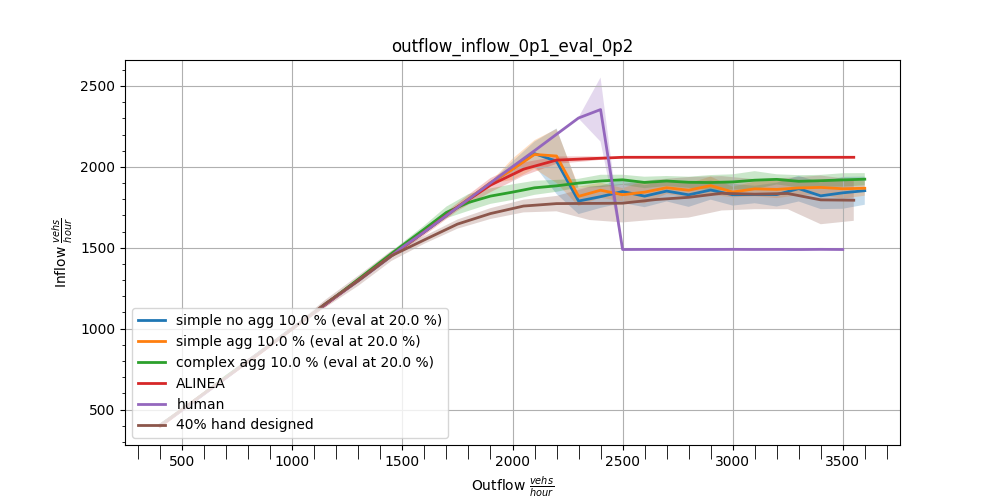 outflow_inflow_0p1_eval_0p2
2500
2000
1500
1000
500
Inflow vehs/hour
simple no agg 10.0 % (eval at 20.0 %)
simple agg 10.0 % (eval at 20.0 %)
complex agg 10.0 % (eval at 20.0 %)
ALINEA
human
40% hand designed
500 1000 1500 2000 2500 3000 3500
Outflow vehs/hour